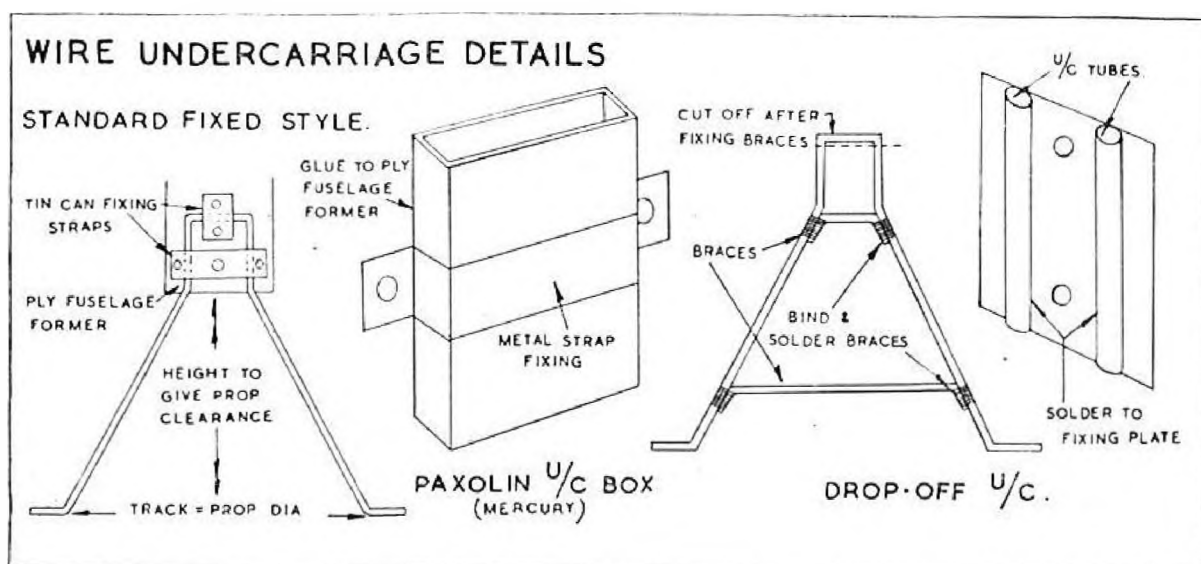 WIRE UNDERCARRIAGE DETAILS
STANDARD FIXED STYLE.
TIN CAN FIXING
STRAPS
PLY FUSELAGE
FORMER
HEIGHT TO
GIVE PROP
CLEARANCE
TRACK = PROP DIA
GLUE TO PLY
FUSELAGE
FORMER
METAL STRAP
FIXING
PAXOLIN U/C BOX
(MERCURY)
CUT OFF AFTER
FIXING BRACES
BRACES
BIND &
SOLDER BRACES
DROP-OFF U/C.
U/C TUBES.
SOLDER TO
FIXING PLATE